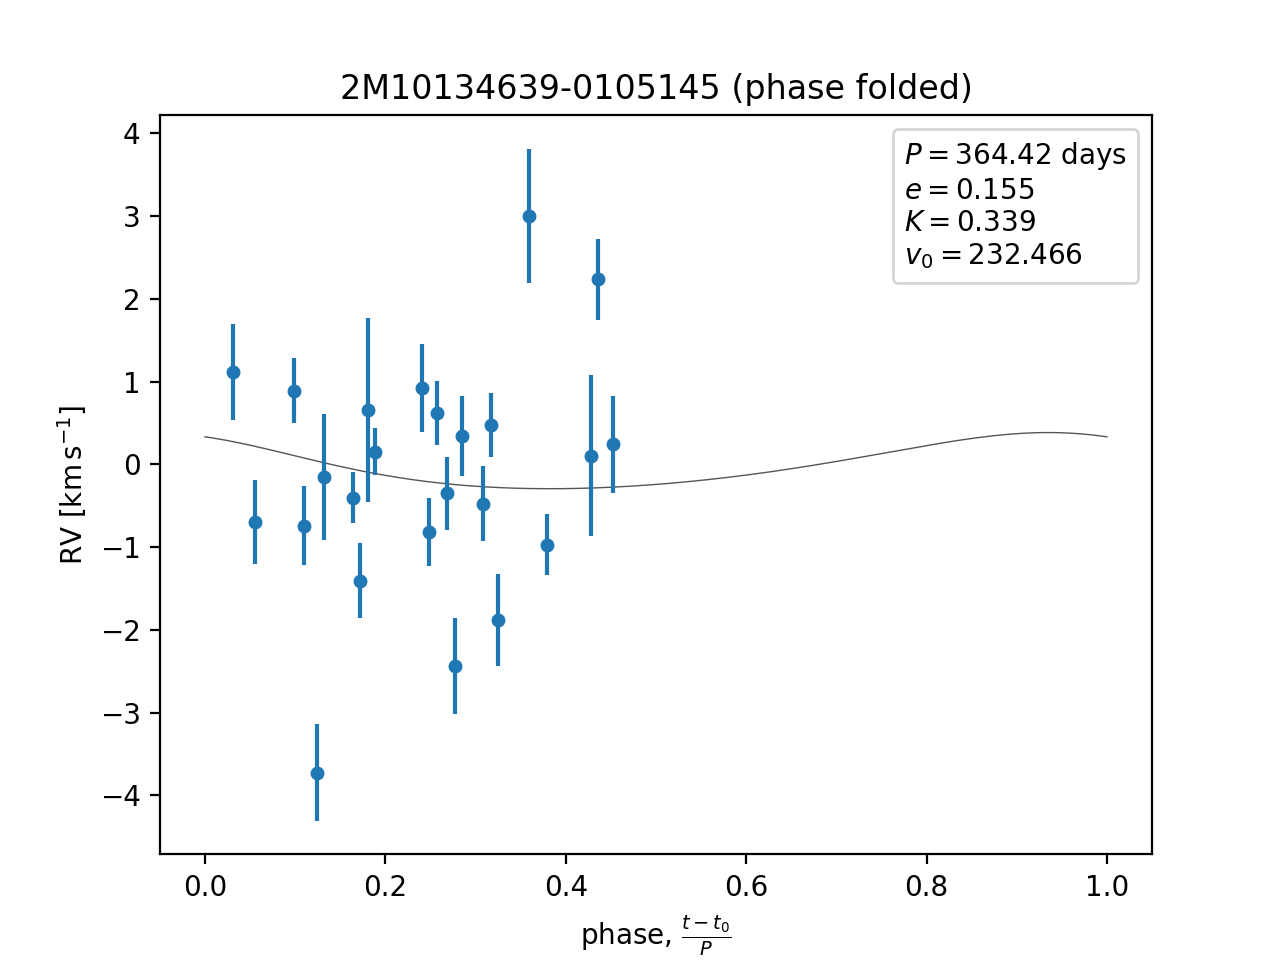 2M10134639-0105145 (phase folded)
P = 364.42 days
e = 0.155
K = 0.339
v₀ = 232.466
RV [km s⁻¹]
4
3
2
1
0
−1
−2
−3
−4
0.0 0.2 0.4 0.6 0.8 1.0
phase, (t − t₀)/P